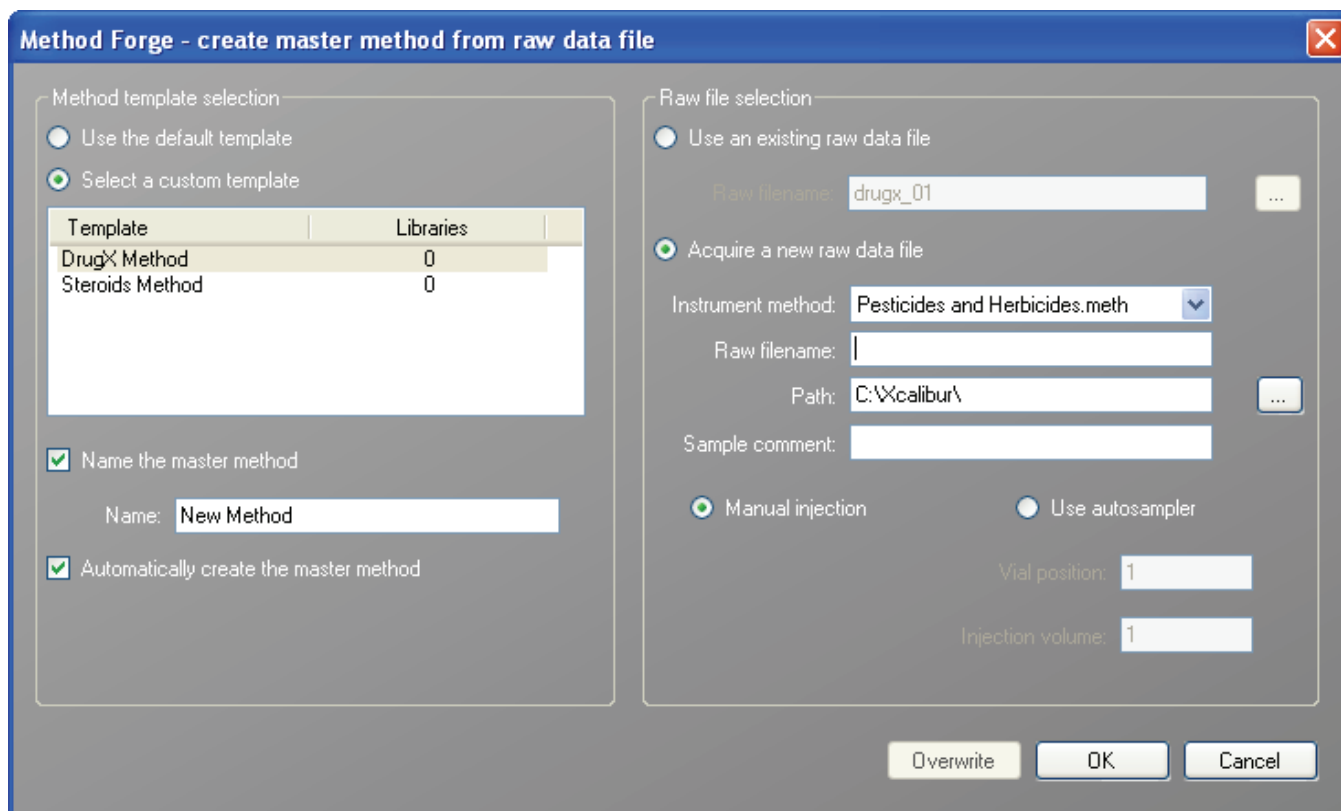 Method Forge - create master method from raw data file
Method template selection
Use the default template
Select a custom template
Template Libraries
DrugX Method 0
Steroids Method 0
Name the master method
Name: New Method
Automatically create the master method
Raw file selection
Use an existing raw data file
Raw filename: drugx_01 ...
Acquire a new raw data file
Instrument method: Pesticides and Herbicides.meth
Raw filename:
Path: C:\Xcalibur\ ...
Sample comment:
Manual injection Use autosampler
Vial position: 1
Injection volume: 1
Overwrite OK Cancel